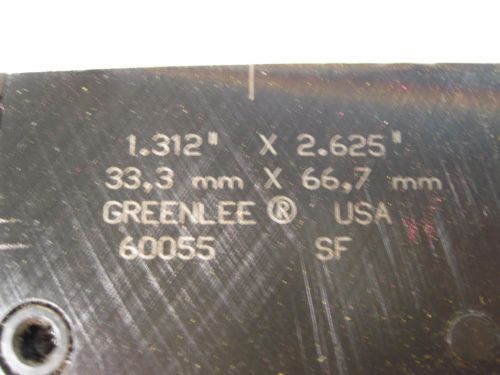 1.312" X 2.625"
33,3 mm X 66,7 mm
GREENLEE ® USA
60055 SF